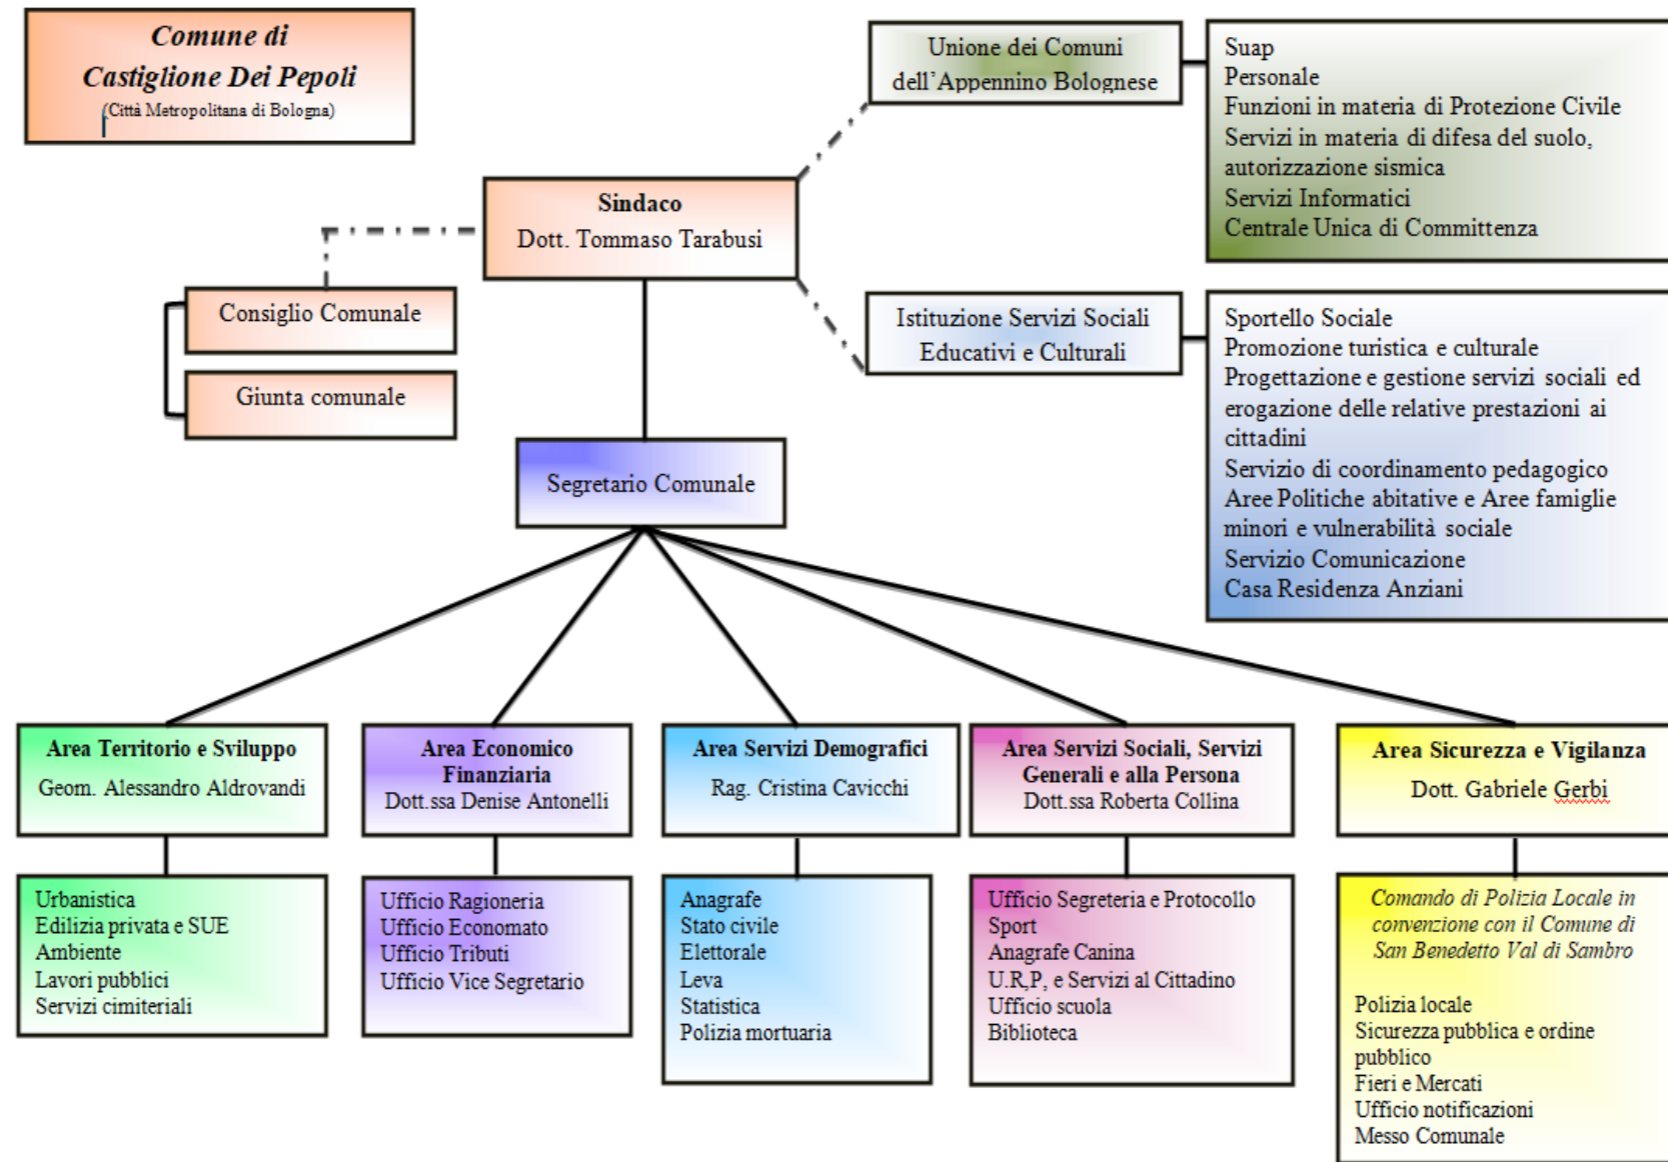 Comune di
Castiglione Dei Pepoli
(Città Metropolitana di Bologna)
Unione dei Comuni
dell'Appennino Bolognese
Suap
Personale
Funzioni in materia di Protezione Civile
Servizi in materia di difesa del suolo,
autorizzazione sismica
Servizi Informatici
Centrale Unica di Committenza
Sindaco
Dott. Tommaso Tarabusi
Consiglio Comunale
Giunta comunale
Istituzione Servizi Sociali
Educativi e Culturali
Sportello Sociale
Promozione turistica e culturale
Progettazione e gestione servizi sociali ed
erogazione delle relative prestazioni ai
cittadini
Servizio di coordinamento pedagogico
Aree Politiche abitative e Aree famiglie
minori e vulnerabilità sociale
Servizio Comunicazione
Casa Residenza Anziani
Segretario Comunale
Area Territorio e Sviluppo
Geom. Alessandro Aldrovandi
Area Economico
Finanziaria
Dott.ssa Denise Antonelli
Area Servizi Demografici
Rag. Cristina Cavicchi
Area Servizi Sociali, Servizi
Generali e alla Persona
Dott.ssa Roberta Collina
Area Sicurezza e Vigilanza
Dott. Gabriele Gerbi
Urbanistica
Edilizia privata e SUE
Ambiente
Lavori pubblici
Servizi cimiteriali
Ufficio Ragioneria
Ufficio Economato
Ufficio Tributi
Ufficio Vice Segretario
Anagrafe
Stato civile
Elettorale
Leva
Statistica
Polizia mortuaria
Ufficio Segreteria e Protocollo
Sport
Anagrafe Canina
U.R,P, e Servizi al Cittadino
Ufficio scuola
Biblioteca
Comando di Polizia Locale in
convenzione con il Comune di
San Benedetto Val di Sambro
Polizia locale
Sicurezza pubblica e ordine
pubblico
Fieri e Mercati
Ufficio notificazioni
Messo Comunale